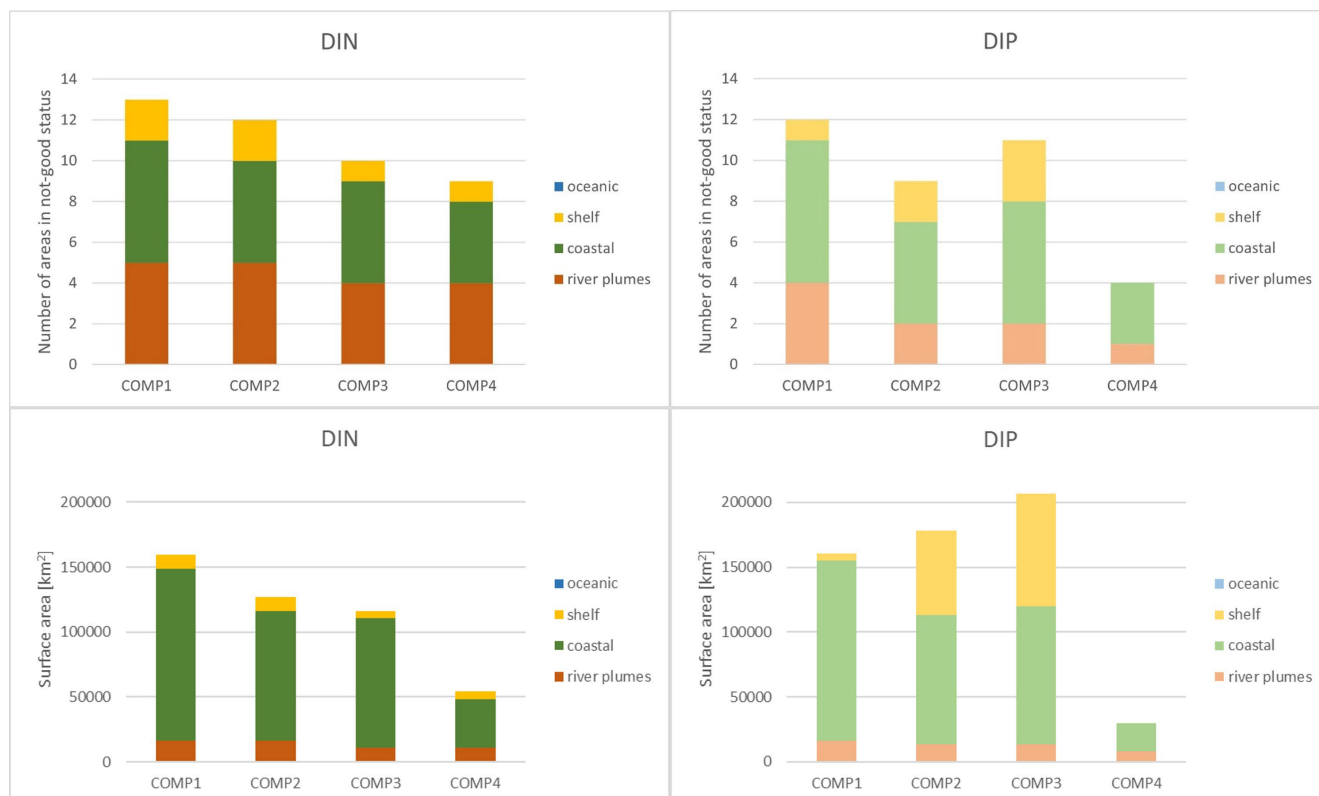 DIN
Number of areas in not-good status
14
12
10
8
6
4
2
0
COMP1 COMP2 COMP3 COMP4
oceanic
shelf
coastal
river plumes
DIP
Number of areas in not-good status
14
12
10
8
6
4
2
0
COMP1 COMP2 COMP3 COMP4
oceanic
shelf
coastal
river plumes
DIN
Surface area [km²]
200000
150000
100000
50000
0
COMP1 COMP2 COMP3 COMP4
oceanic
shelf
coastal
river plumes
DIP
Surface area [km²]
200000
150000
100000
50000
0
COMP1 COMP2 COMP3 COMP4
oceanic
shelf
coastal
river plumes